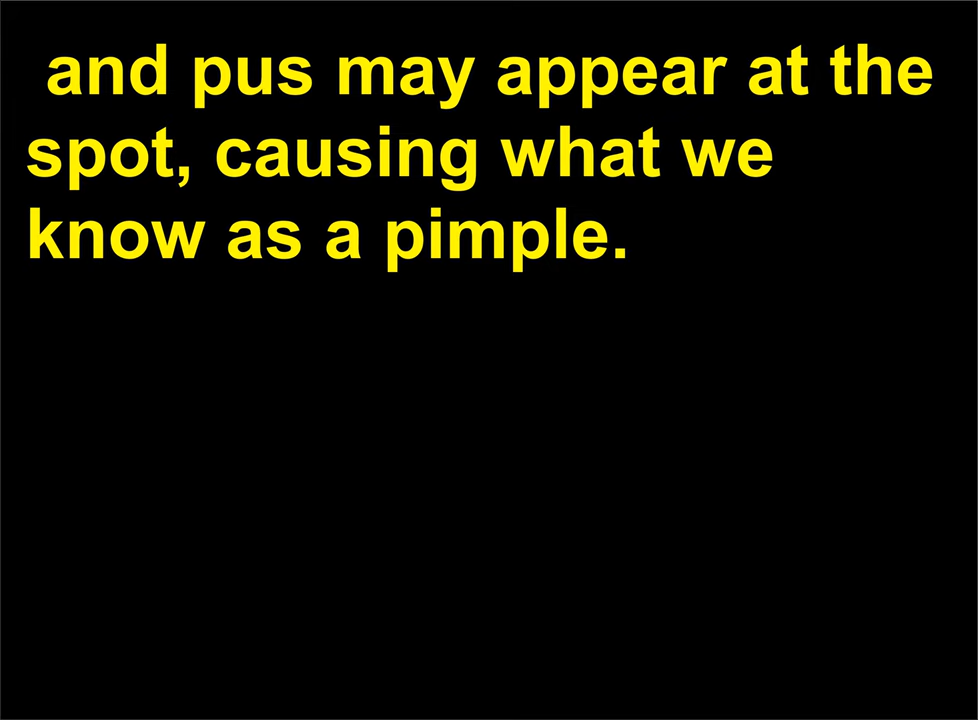 and pus may appear at the
spot, causing what we
know as a pimple.